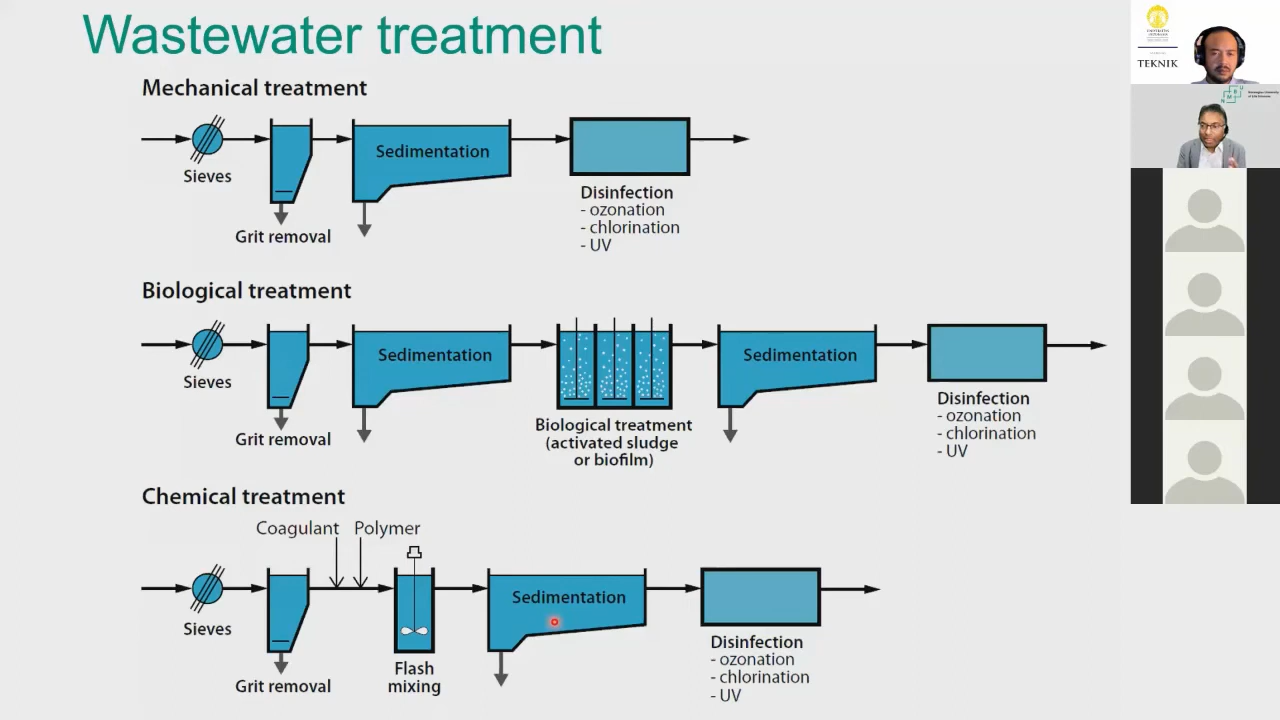 Wastewater treatment
Mechanical treatment
Sedimentation
Sieves
Grit removal
Disinfection
- ozonation
- chlorination
- UV
Biological treatment
Sedimentation
Sedimentation
Sieves
Grit removal
Biological treatment
(activated sludge
or biofilm)
Disinfection
- ozonation
- chlorination
- UV
Chemical treatment
Coagulant
Polymer
Sedimentation
Sieves
Grit removal
Flash
mixing
Disinfection
- ozonation
- chlorination
- UV
TEKNIK